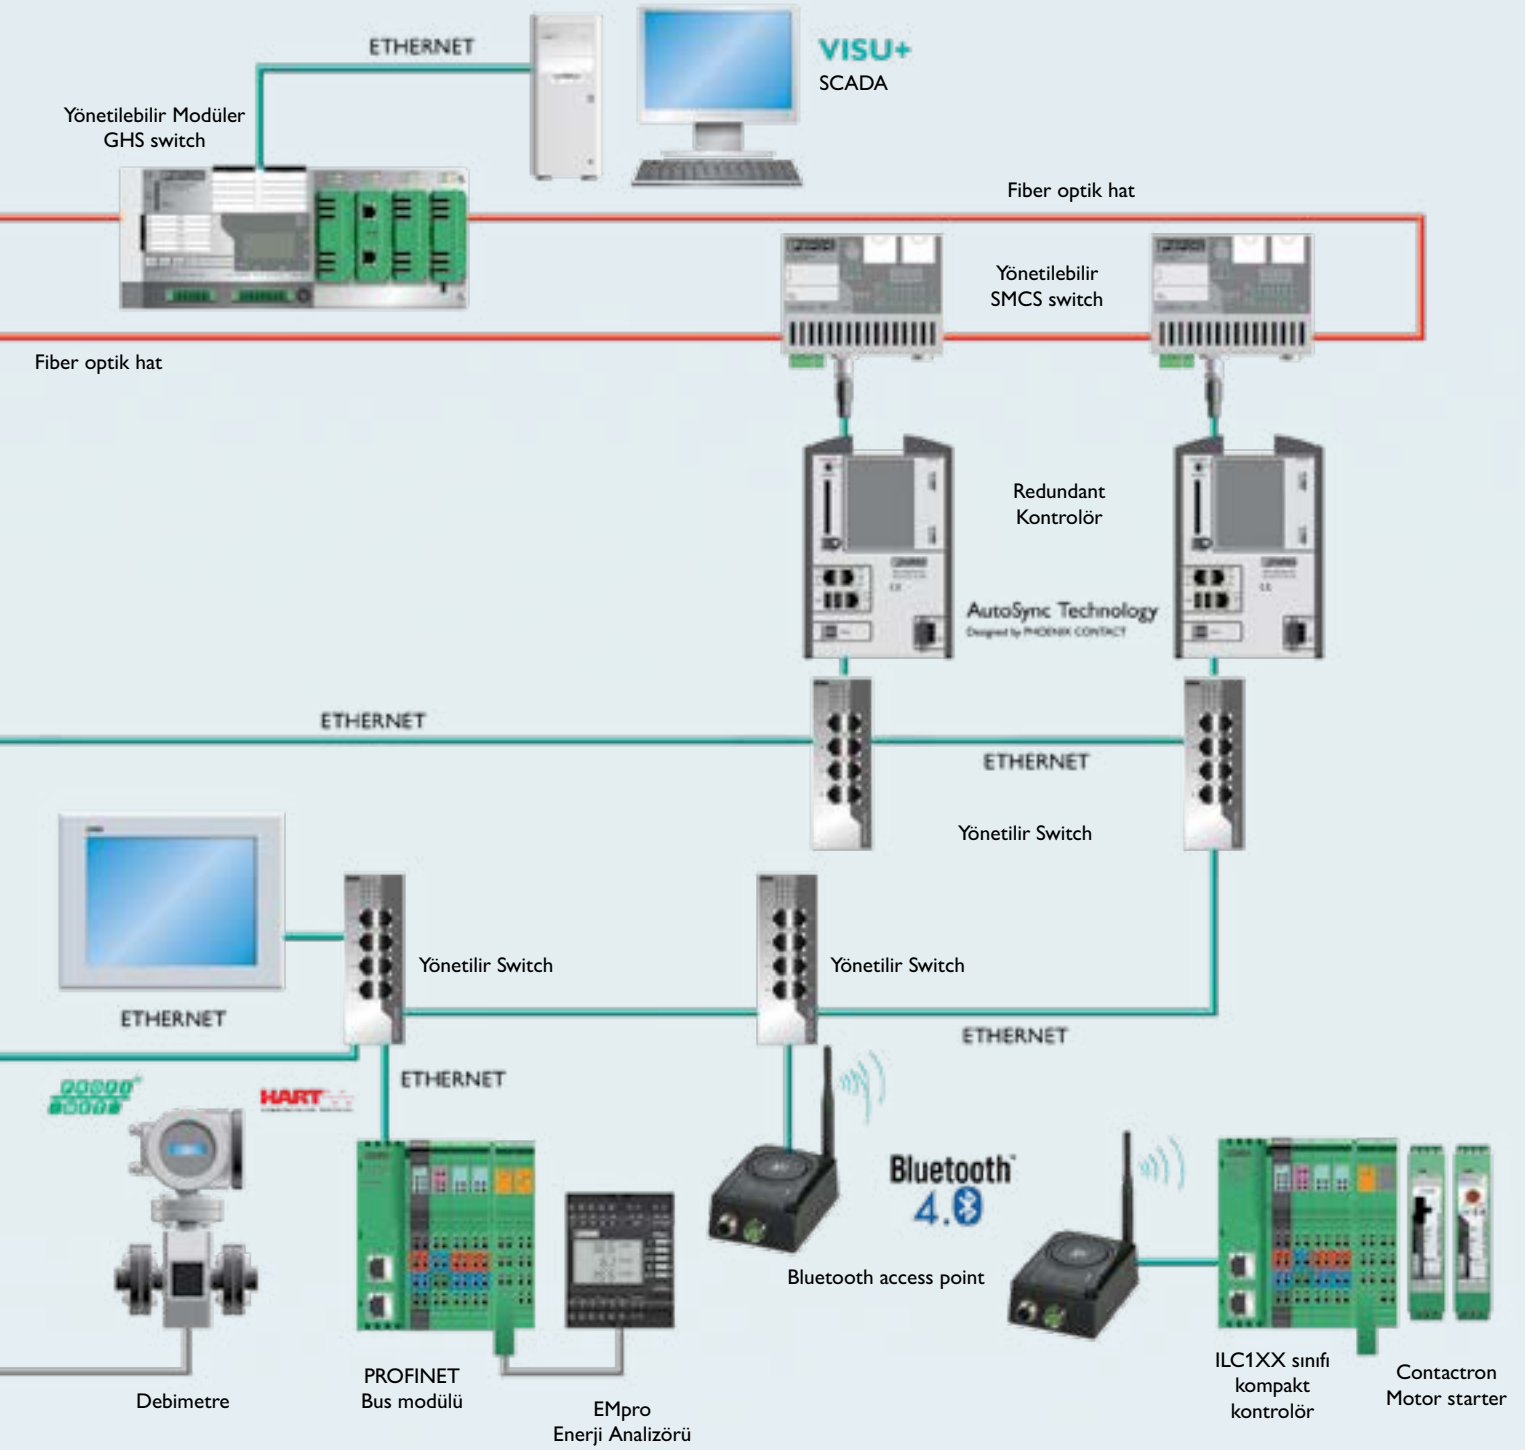 ETHERNET
VISU+
SCADA
Yönetilebilir Modüler
GHS switch
Fiber optik hat
Yönetilebilir
SMCS switch
Fiber optik hat
Redundant
Kontrolör
AutoSync Technology
Designed by PHOENIX CONTACT
ETHERNET
ETHERNET
Yönetilir Switch
Yönetilir Switch
Yönetilir Switch
ETHERNET
ETHERNET
ETHERNET
HART
Bluetooth
4.0
Bluetooth access point
PROFINET
Bus modülü
Debimetre
EMpro
Enerji Analizörü
ILC1XX sınıfı
kompakt
kontrolör
Contactron
Motor starter